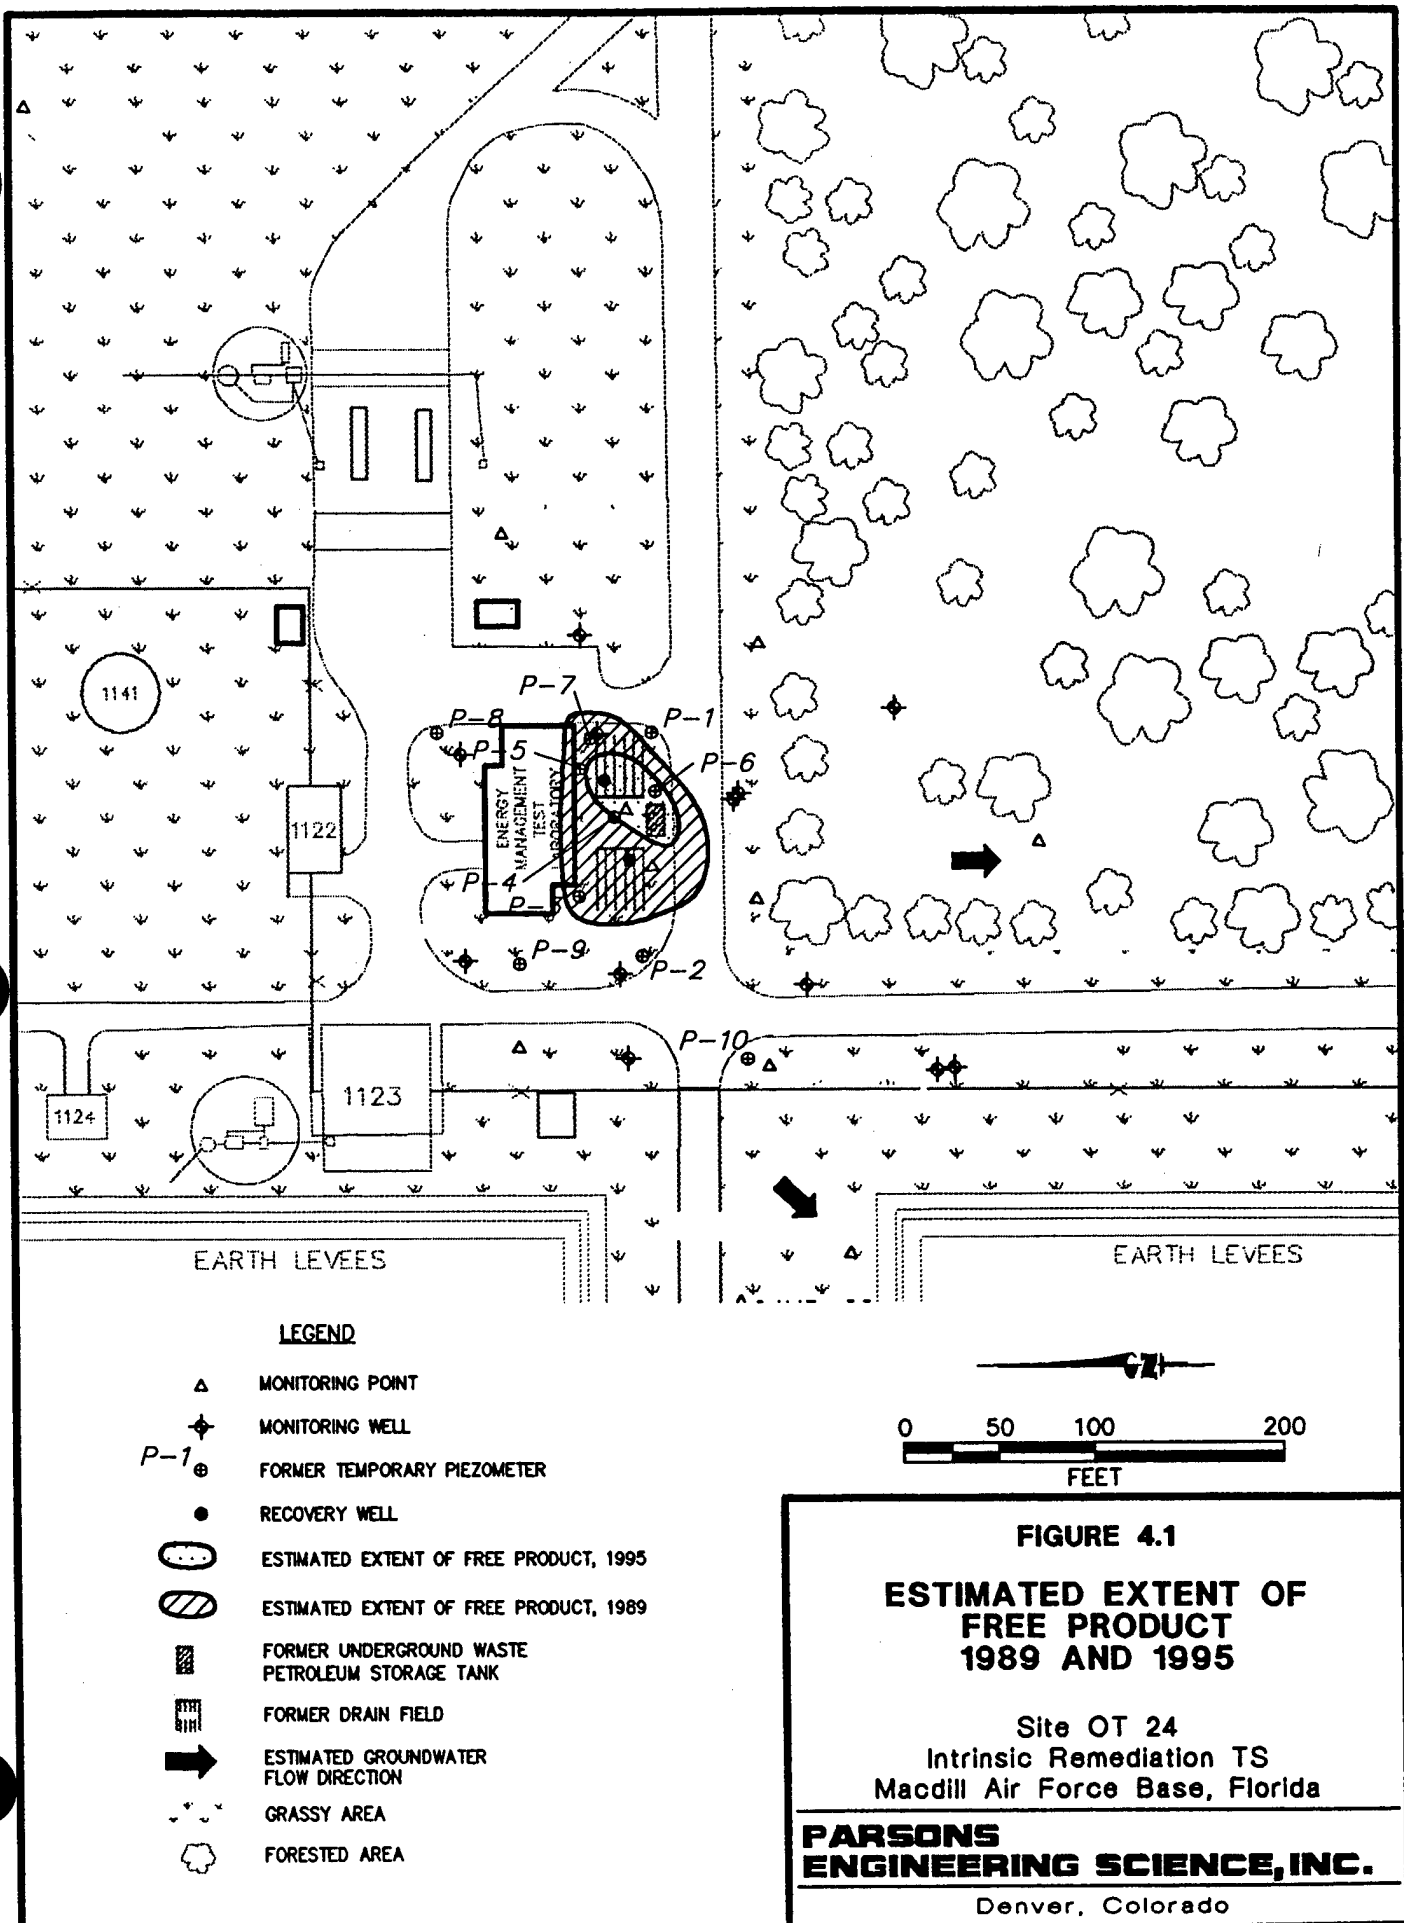 P-7
P-8
P-1
P-5
P-6
1141
1122
ENERGY
MANAGEMENT
TEST
P-4
P-
P-9
P-2
P-10
1123
1124
EARTH LEVEES
EARTH LEVEES
LEGEND
MONITORING POINT
MONITORING WELL
P-1
FORMER TEMPORARY PIEZOMETER
RECOVERY WELL
ESTIMATED EXTENT OF FREE PRODUCT, 1995
ESTIMATED EXTENT OF FREE PRODUCT, 1989
FORMER UNDERGROUND WASTE
PETROLEUM STORAGE TANK
FORMER DRAIN FIELD
ESTIMATED GROUNDWATER
FLOW DIRECTION
GRASSY AREA
FORESTED AREA
0 50 100 200
FEET
FIGURE 4.1
ESTIMATED EXTENT OF
FREE PRODUCT
1989 AND 1995
Site OT 24
Intrinsic Remediation TS
Macdill Air Force Base, Florida
PARSONS
ENGINEERING SCIENCE, INC.
Denver, Colorado